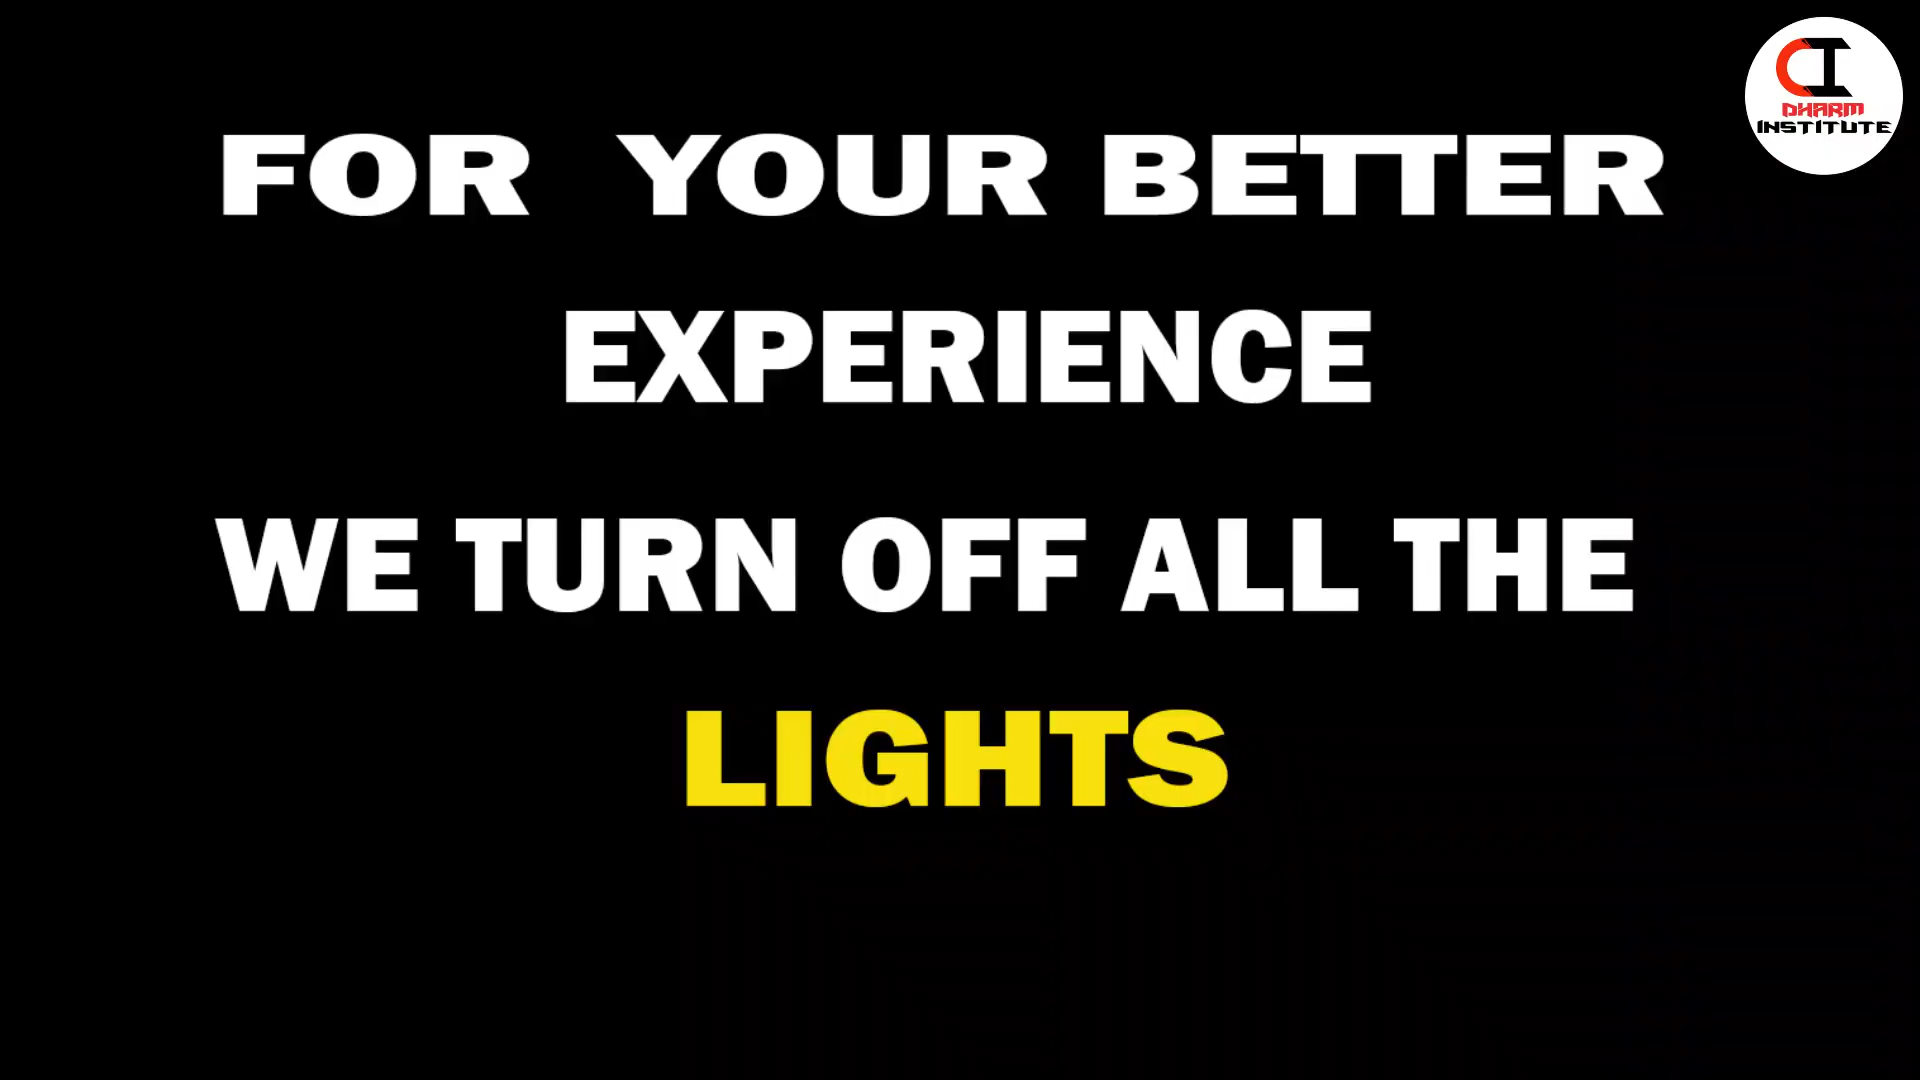 FOR YOUR BETTER
EXPERIENCE
WE TURN OFF ALL THE
LIGHTS
DHARM
INSTITUTE